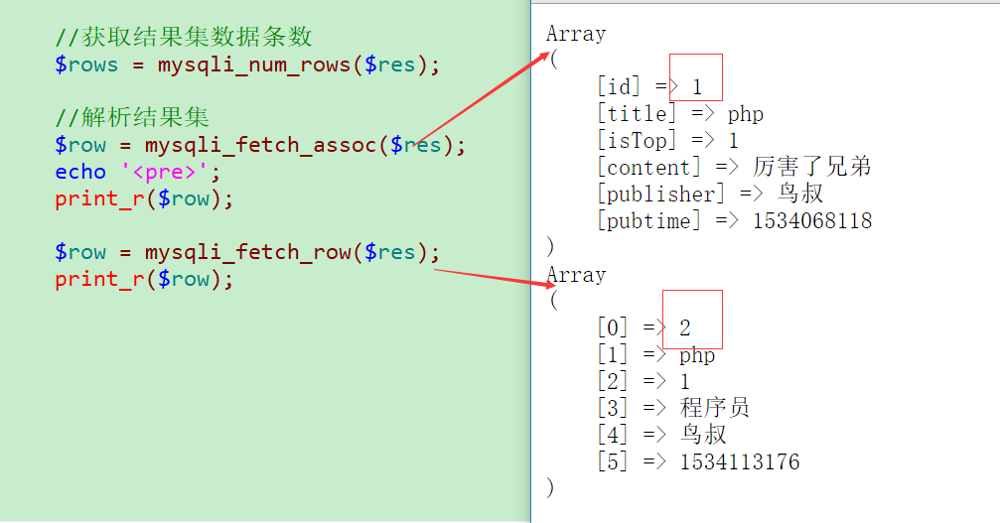 //获取结果集数据条数
$rows = mysqli_num_rows($res);
//解析结果集
$row = mysqli_fetch_assoc($res);
echo '<pre>';
print_r($row);
$row = mysqli_fetch_row($res);
print_r($row);
Array
(
[id] => 1
[title] => php
[isTop] => 1
[content] => 厉害了兄弟
[publisher] => 鸟叔
[pubtime] => 1534068118
)
Array
(
[0] => 2
[1] => php
[2] => 1
[3] => 程序员
[4] => 鸟叔
[5] => 1534113176
)